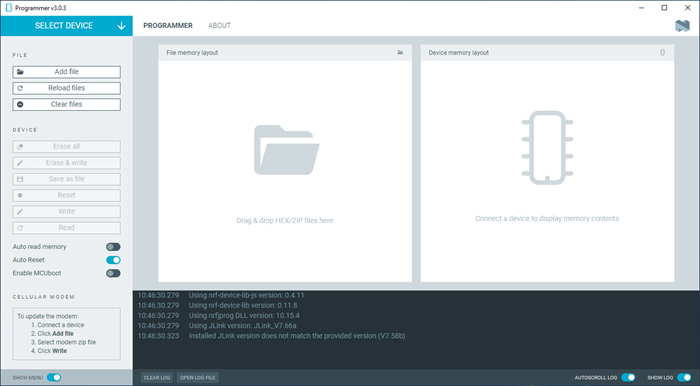 Programmer v3.0.3
SELECT DEVICE
PROGRAMMER ABOUT
FILE
Add file
Reload files
Clear files
DEVICE
Erase all
Erase & write
Save as file
Reset
Write
Read
Auto read memory
Auto Reset
Enable MCUboot
CELLULAR MODEM
To update the modem:
1. Connect a device
2. Click Add file
3. Select modem zip file
4. Click Write
SHOW MENU
File memory layout
Drag & drop HEX/ZIP files here
Device memory layout
Connect a device to display memory contents
10:46:30.279 Using nrf-device-lib-js version: 0.4.11
10:46:30.279 Using nrf-device-lib version: 0.11.8
10:46:30.279 Using nrfjprog DLL version: 10.15.4
10:46:30.279 Using JLink version: JLink_V7.66a
10:46:30.323 Installed JLink version does not match the provided version (V7.58b)
CLEAR LOG OPEN LOG FILE AUTOSCROLL LOG SHOW LOG